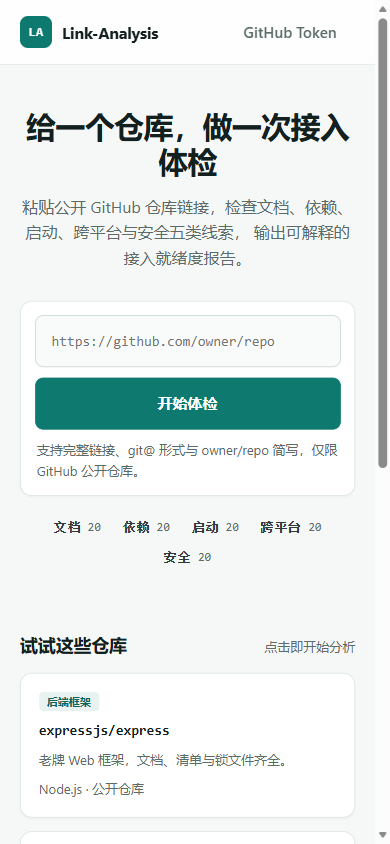 LA Link-Analysis GitHub Token
给一个仓库，做一次接入
体检
粘贴公开 GitHub 仓库链接，检查文档、依赖、
启动、跨平台与安全五类线索， 输出可解释的
接入就绪度报告。
https://github.com/owner/repo
开始体检
支持完整链接、git@ 形式与 owner/repo 简写，仅限
GitHub 公开仓库。
文档 20 依赖 20 启动 20 跨平台 20
安全 20
试试这些仓库 点击即开始分析
后端框架
expressjs/express
老牌 Web 框架，文档、清单与锁文件齐全。
Node.js · 公开仓库